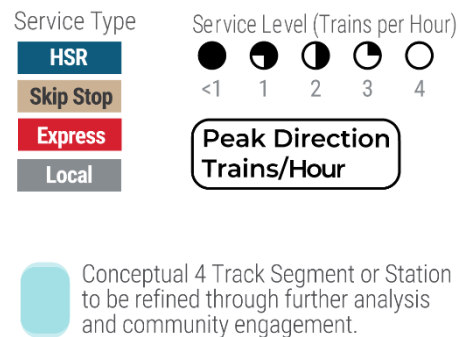 Service Type
HSR
Skip Stop
Express
Local
Service Level (Trains per Hour)
<1 1 2 3 4
Peak Direction
Trains/Hour
Conceptual 4 Track Segment or Station
to be refined through further analysis
and community engagement.